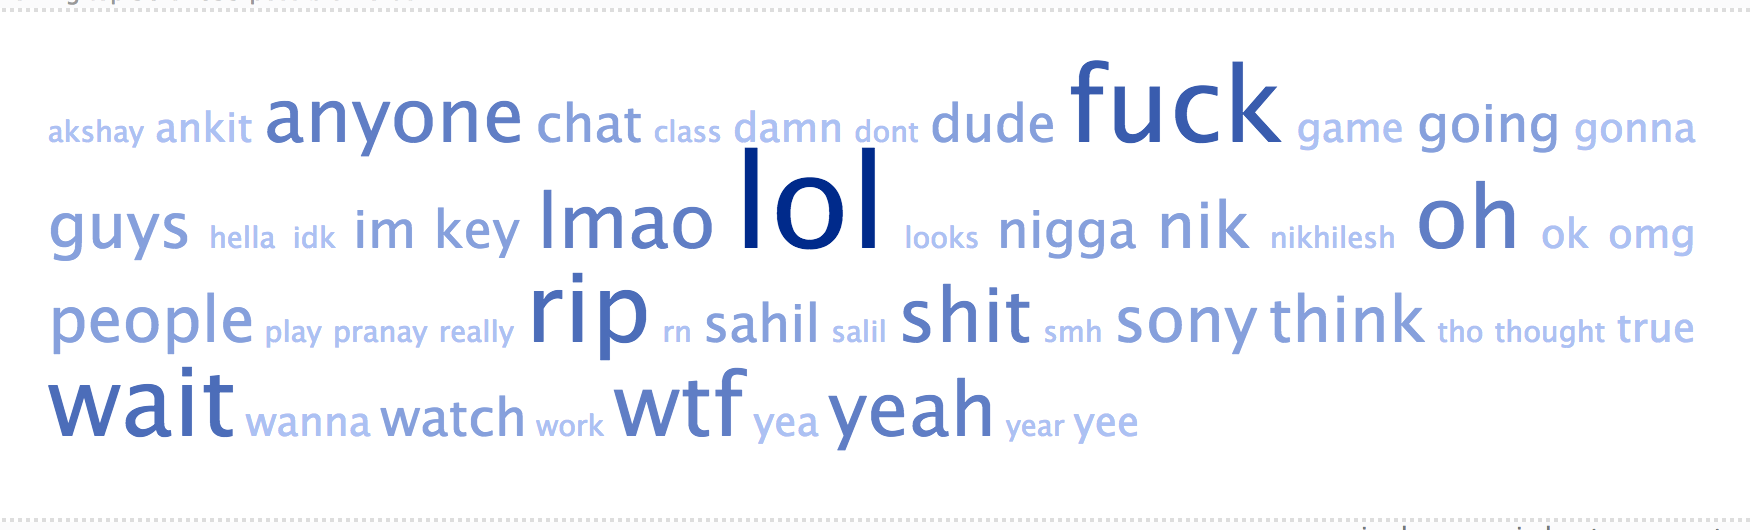 akshay ankit anyone chat class damn dont dude fuck game going gonna
guys hella idk im key lmao lol looks nigga nik nikhilesh oh ok omg
people play pranay really rip rn sahil salil shit smh sony think tho thought true
wait wanna watch work wtf yea yeah year yee